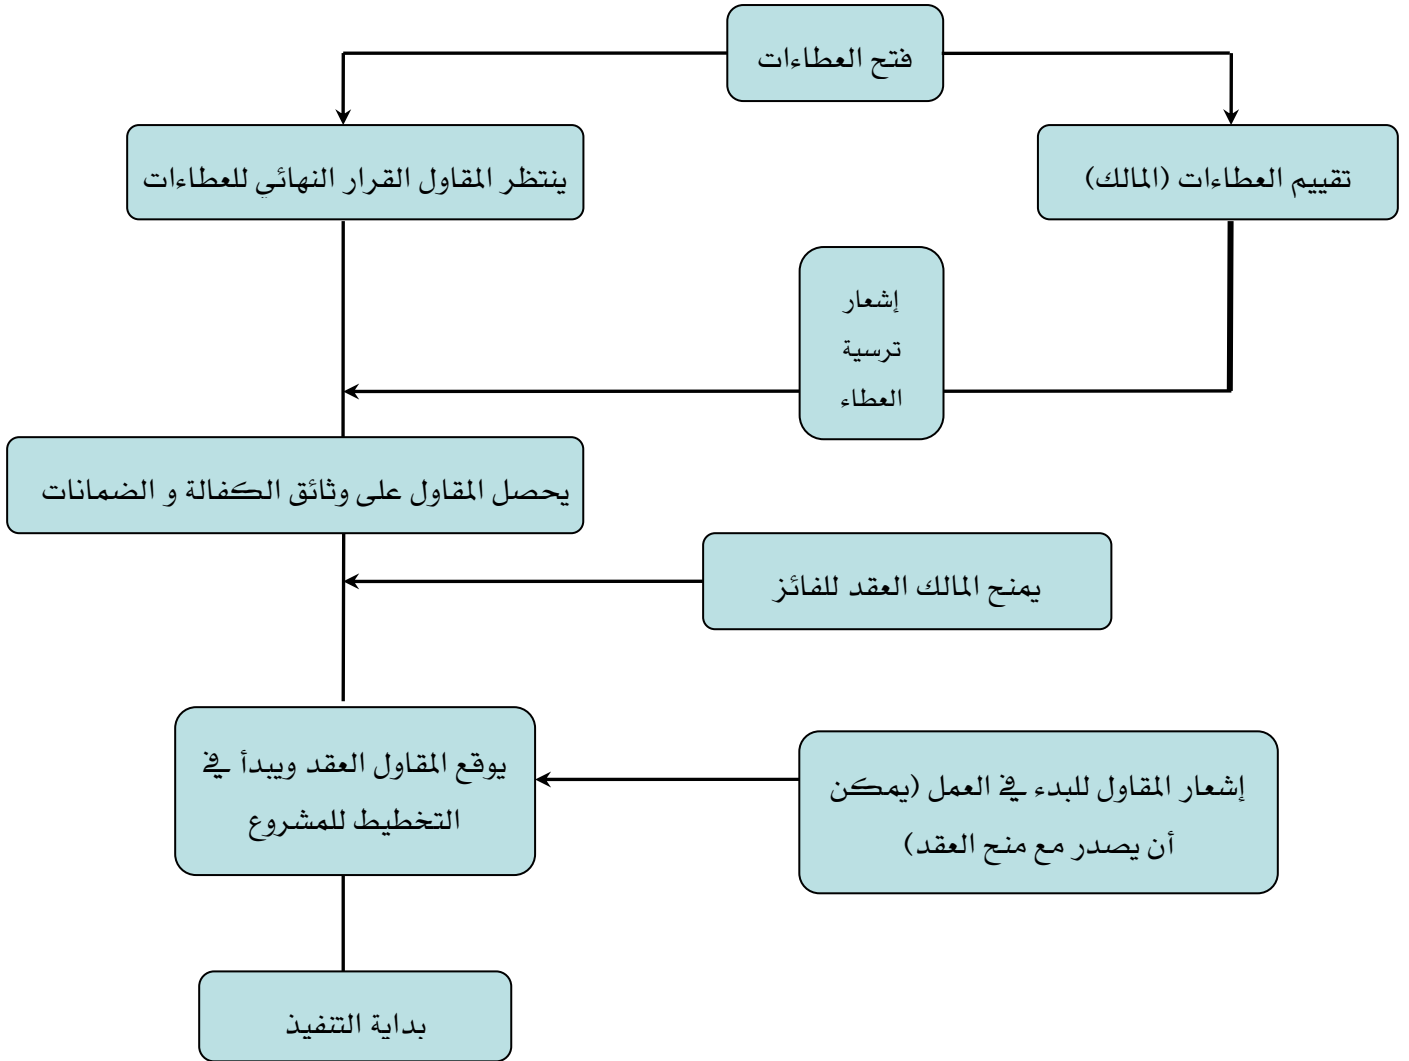 فتح العطاءات
تقييم العطاءات (المالك)
ينتظر المقاول القرار النهائي للعطاءات
إشعار
ترسية
العطاء
يحصل المقاول على وثائق الكفالة و الضمانات
يمنح المالك العقد للفائز
إشعار المقاول للبدء في العمل (يمكن
أن يصدر مع منح العقد)
يوقع المقاول العقد ويبدأ في
التخطيط للمشروع
بداية التنفيذ